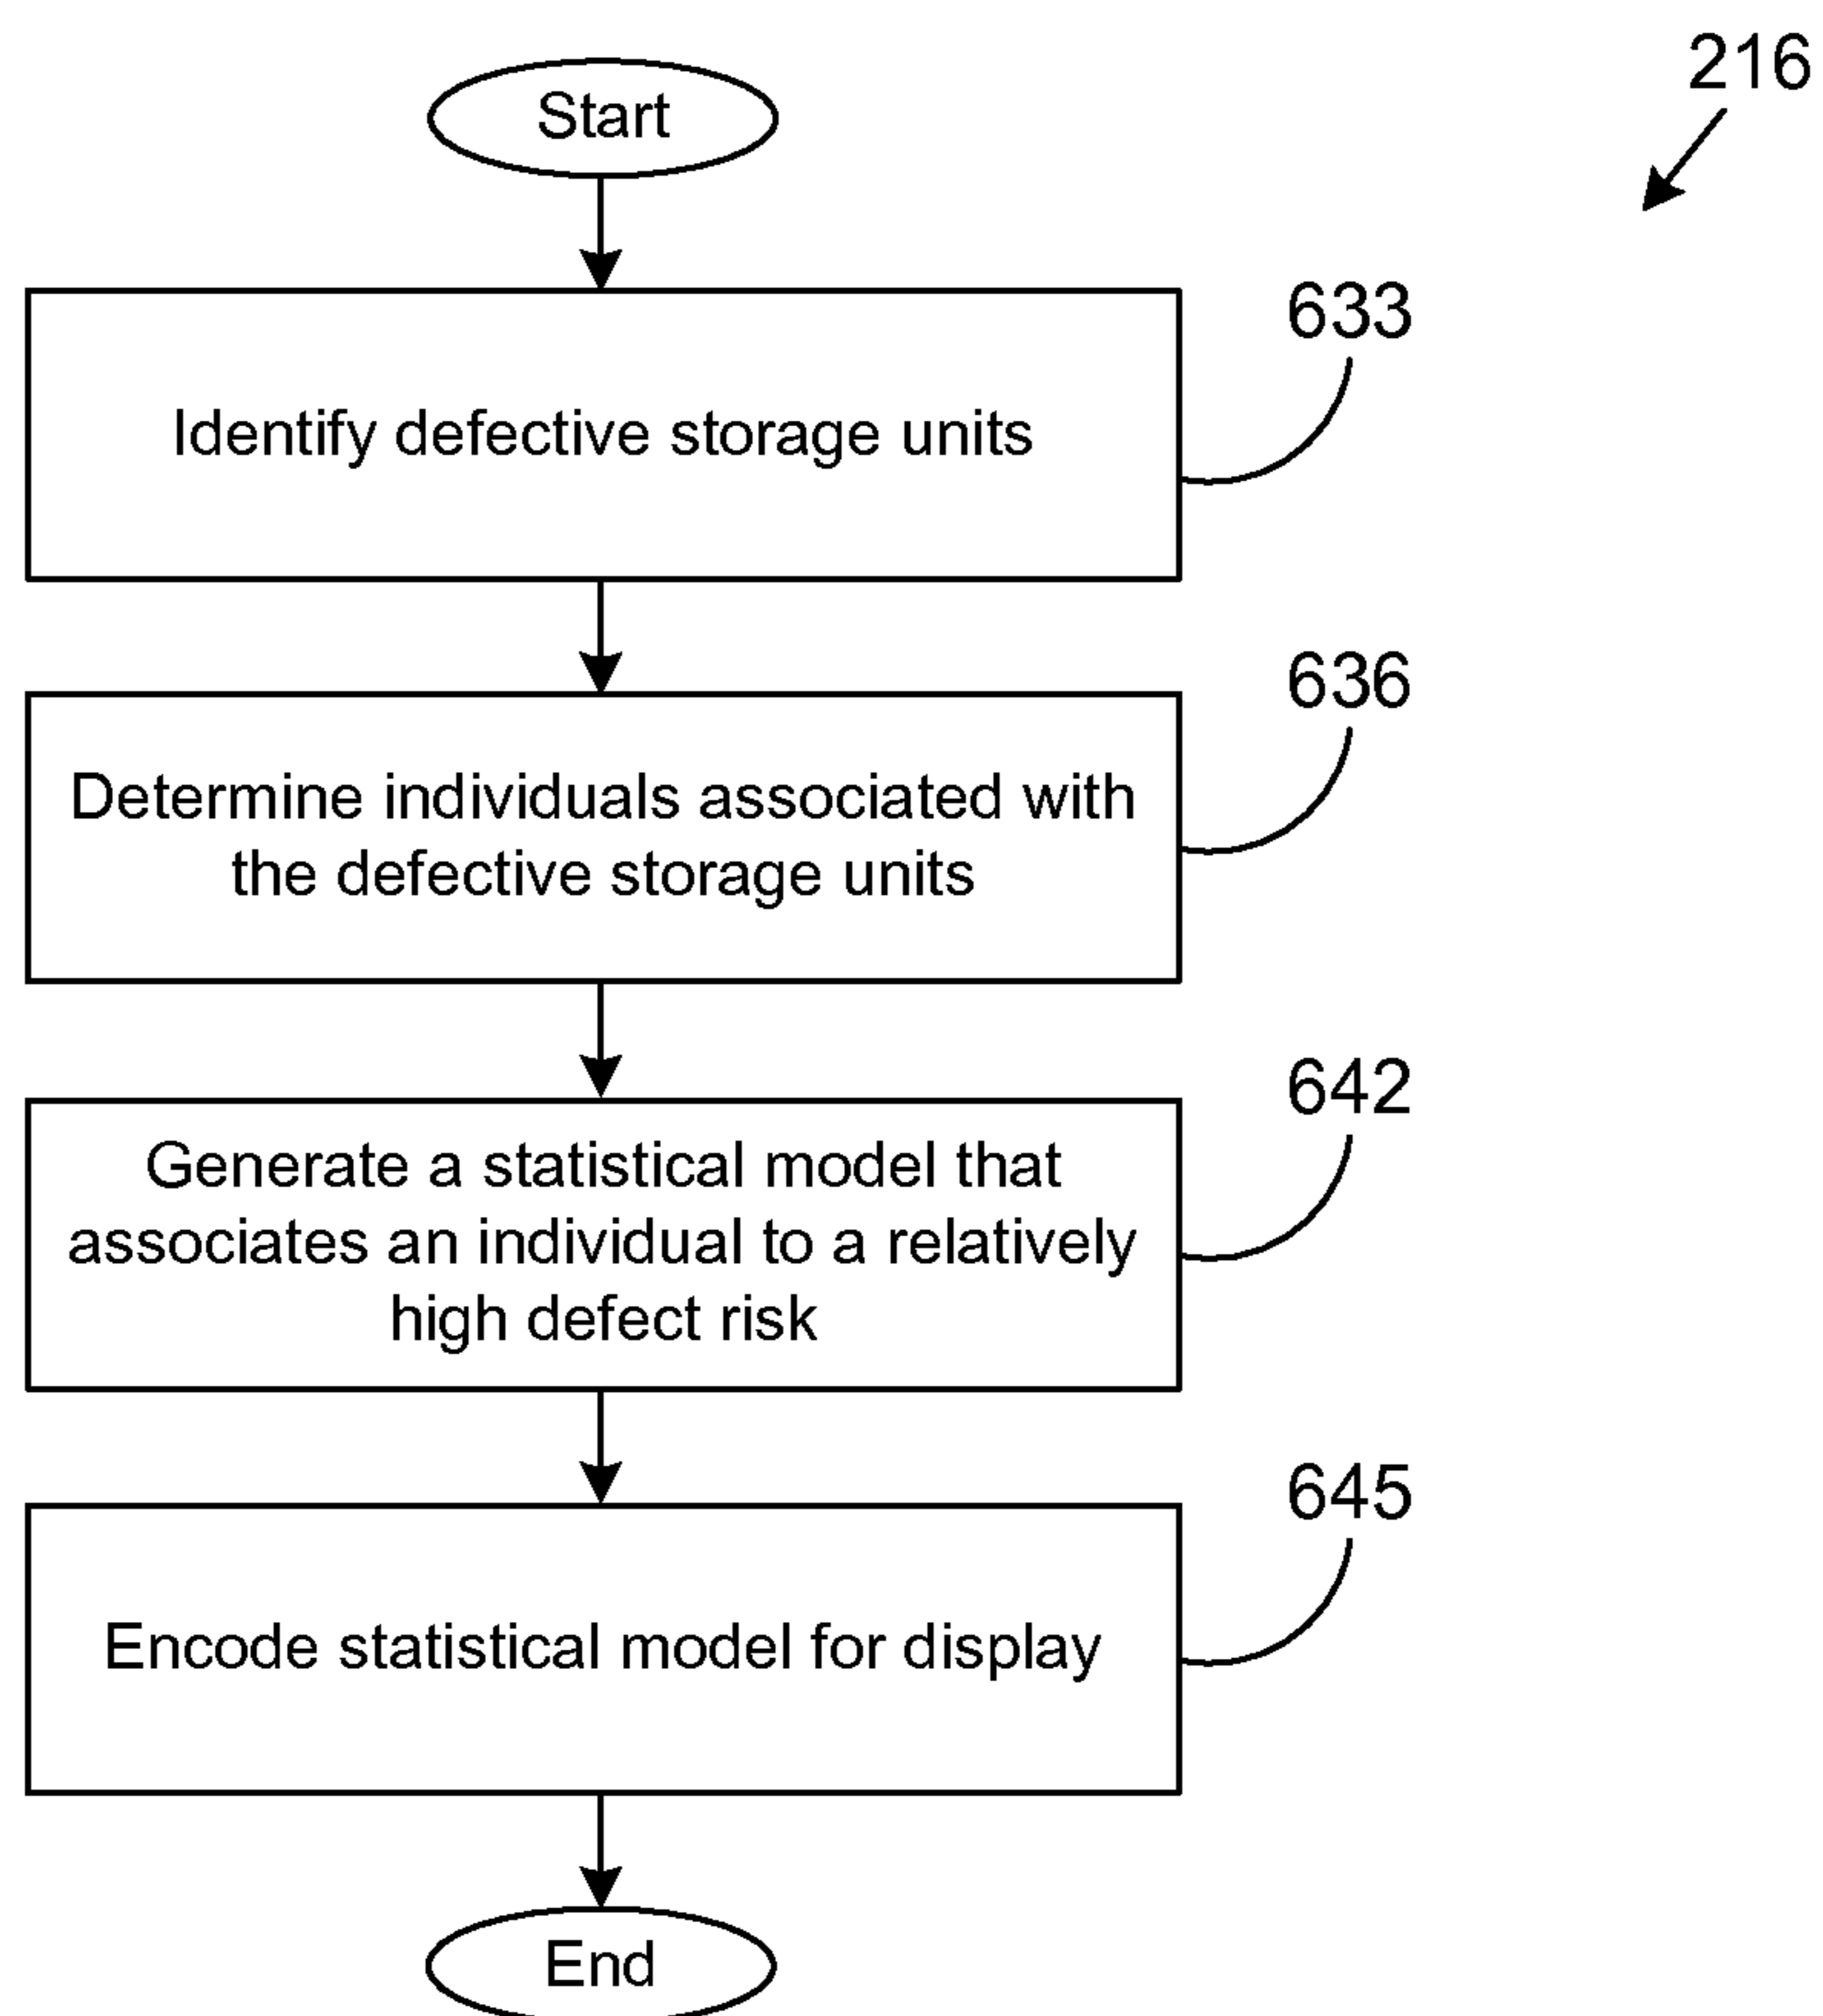 216
Start
633
Identify defective storage units
636
Determine individuals associated with
the defective storage units
642
Generate a statistical model that
associates an individual to a relatively
high defect risk
645
Encode statistical model for display
End